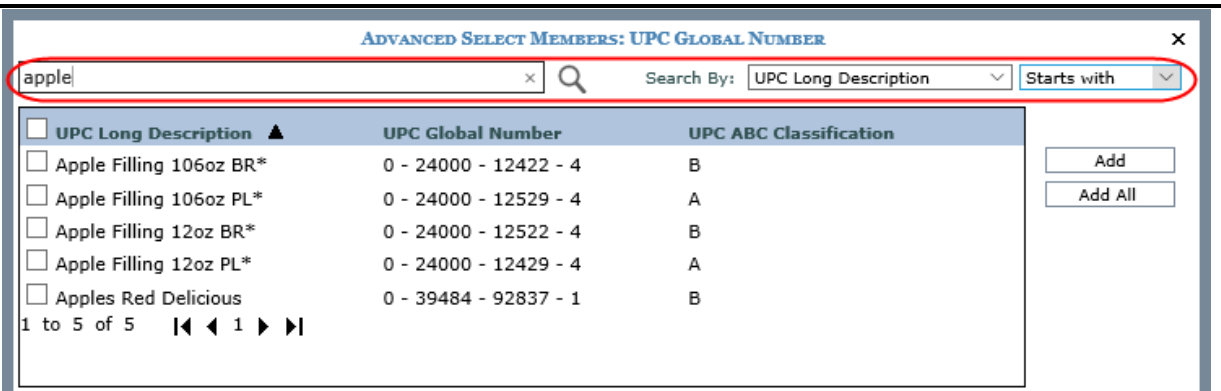 Advanced Select Members: UPC Global Number
apple Search By: UPC Long Description Starts with
UPC Long Description UPC Global Number UPC ABC Classification
Apple Filling 106oz BR* 0 - 24000 - 12422 - 4 B Add
Apple Filling 106oz PL* 0 - 24000 - 12529 - 4 A Add All
Apple Filling 12oz BR* 0 - 24000 - 12522 - 4 B
Apple Filling 12oz PL* 0 - 24000 - 12429 - 4 A
Apples Red Delicious 0 - 39484 - 92837 - 1 B
1 to 5 of 5 1